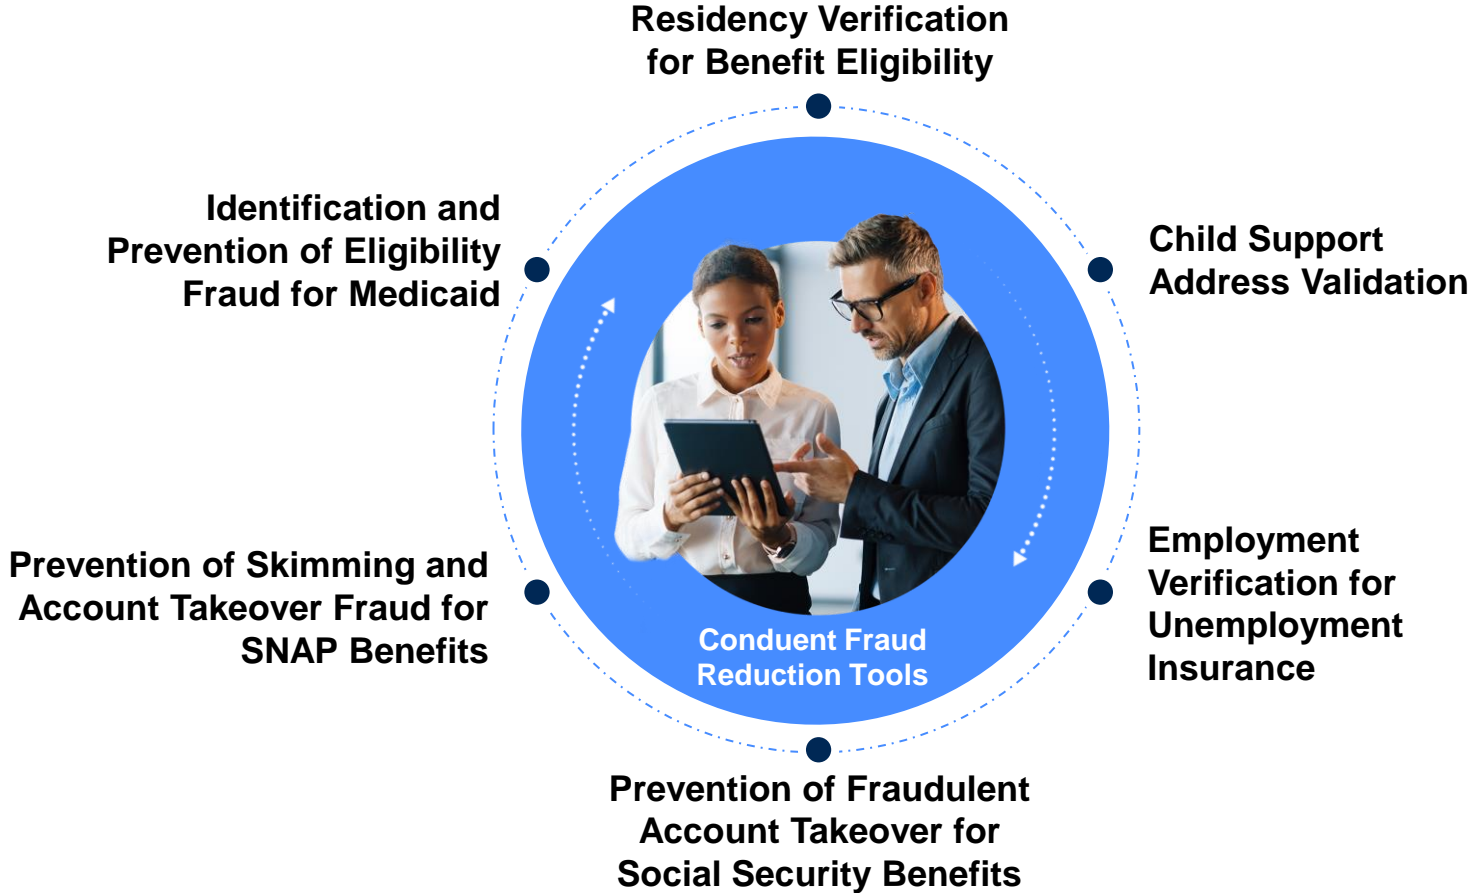 Residency Verification
for Benefit Eligibility
Identification and
Prevention of Eligibility
Fraud for Medicaid
Child Support
Address Validation
Prevention of Skimming and
Account Takeover Fraud for
SNAP Benefits
Employment
Verification for
Unemployment
Insurance
Conduent Fraud
Reduction Tools
Prevention of Fraudulent
Account Takeover for
Social Security Benefits